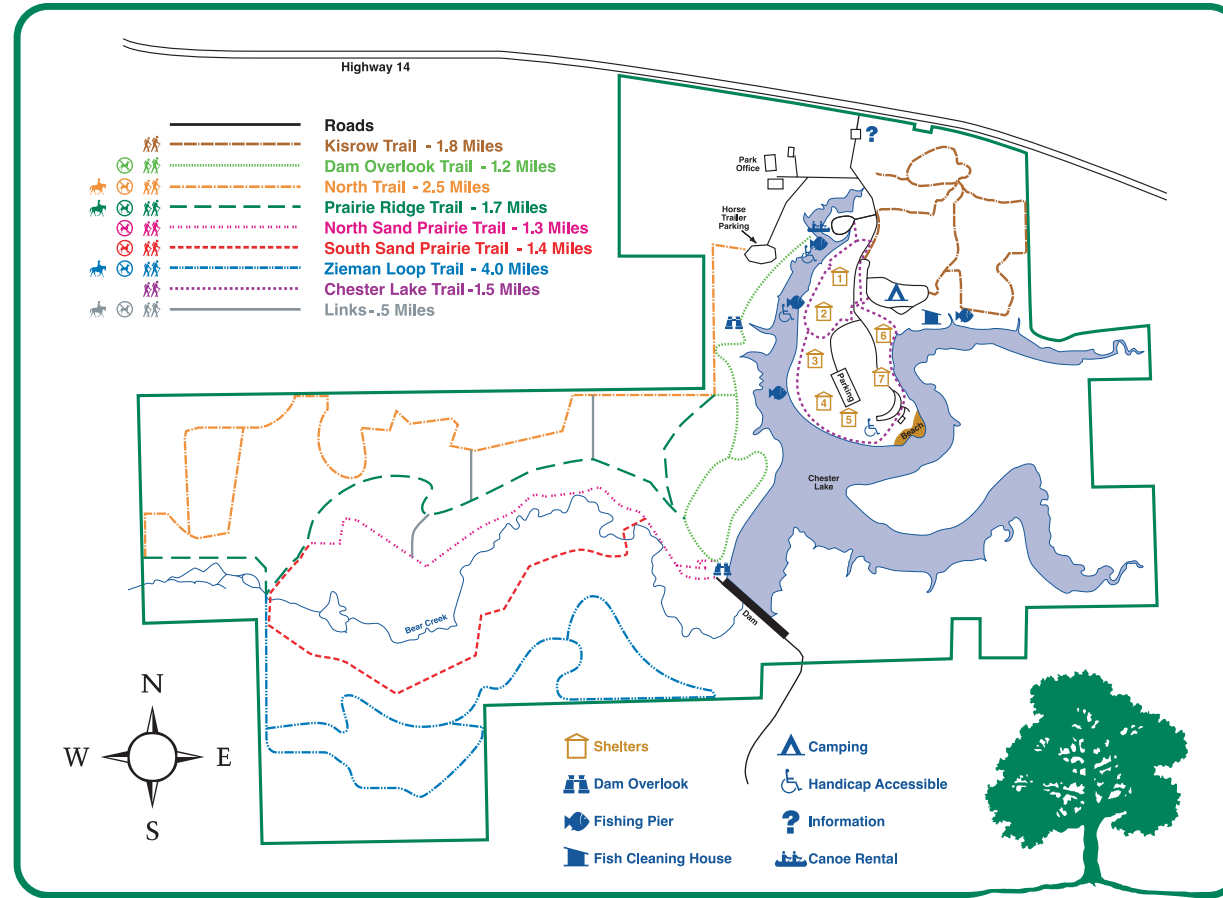 Highway 14
Roads
Kisrow Trail - 1.8 Miles
Dam Overlook Trail - 1.2 Miles
North Trail - 2.5 Miles
Prairie Ridge Trail - 1.7 Miles
North Sand Prairie Trail - 1.3 Miles
South Sand Prairie Trail - 1.4 Miles
Zieman Loop Trail - 4.0 Miles
Chester Lake Trail -1.5 Miles
Links-.5 Miles
?
Park
Office
Horse
Trailer
Parking
1
2
3
4
5
6
7
Parking
Beach
Chester
Lake
Bear Creek
Dam
N
W
E
S
Shelters
Dam Overlook
Fishing Pier
Fish Cleaning House
Camping
Handicap Accessible
? Information
Canoe Rental